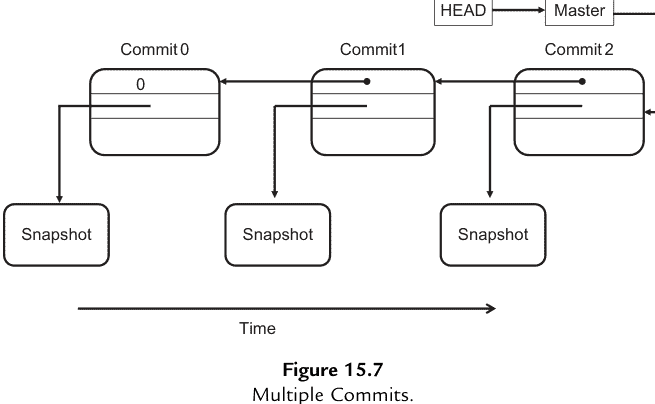 HEAD Master
Commit 0 Commit1 Commit 2
0
Snapshot Snapshot Snapshot
Time
Figure 15.7
Multiple Commits.